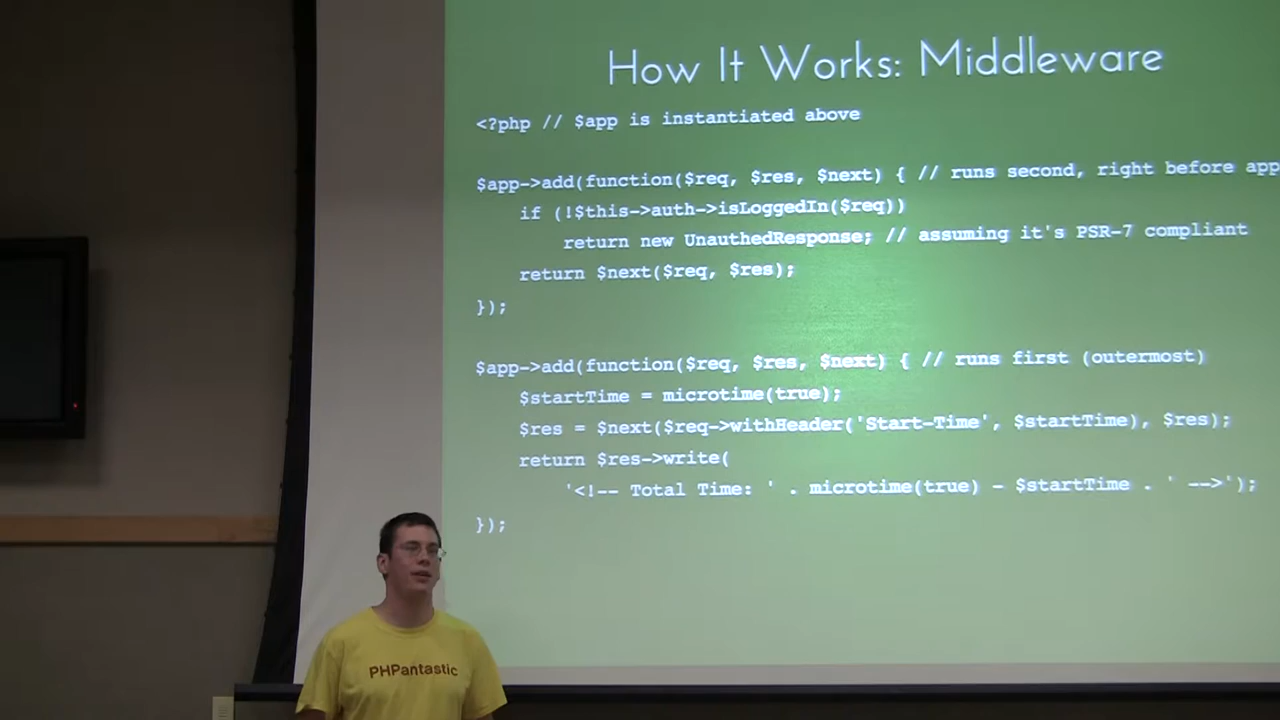 How It Works: Middleware
<?php // $app is instantiated above
$app->add(function($req, $res, $next) { // runs second, right before app
if (!$this->auth->isLoggedIn($req))
return new UnauthedResponse; // assuming it's PSR-7 compliant
return $next($req, $res);
});
$app->add(function($req, $res, $next) { // runs first (outermost)
$startTime = microtime(true);
$res = $next($req->withHeader('Start-Time', $startTime), $res);
return $res->write(
'<!-- Total Time: ' . microtime(true) - $startTime . ' -->');
});
PHPantastic